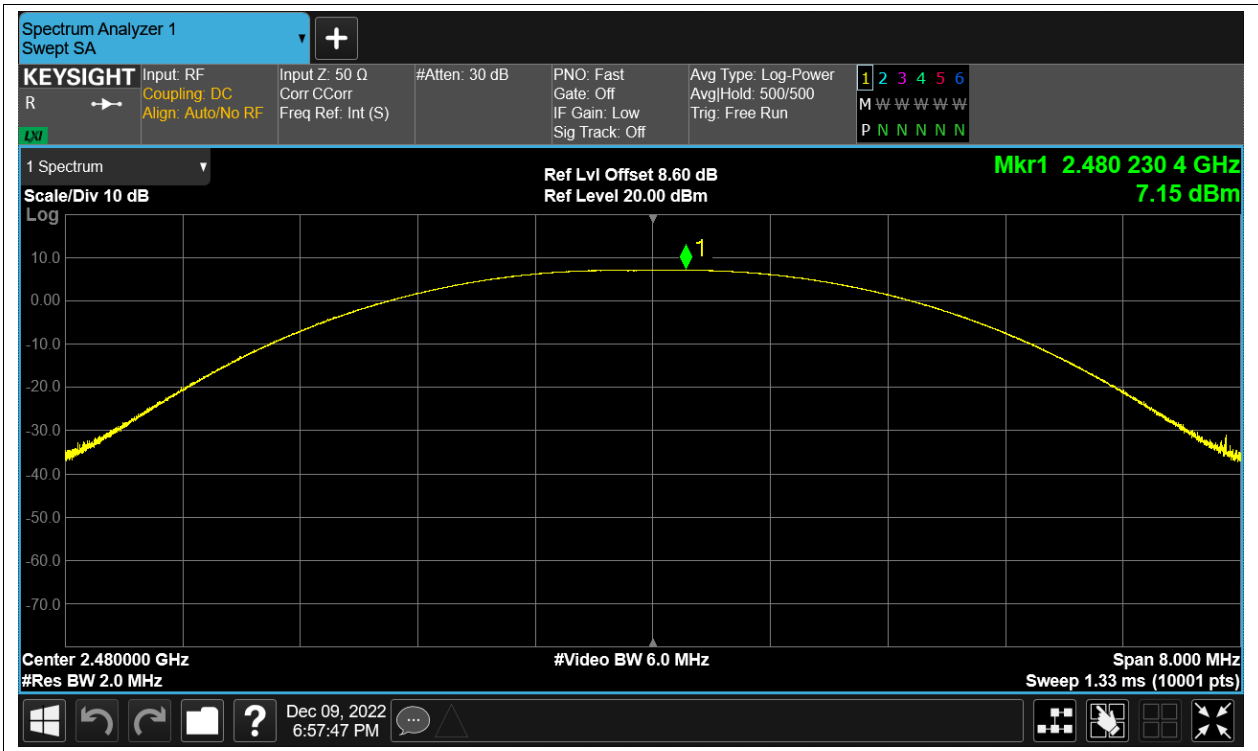 Spectrum Analyzer 1
Swept SA
+
KEYSIGHT
R
LXI
Input: RF
Coupling: DC
Align: Auto/No RF
Input Z: 50 Ω
Corr CCorr
Freq Ref: Int (S)
#Atten: 30 dB
PNO: Fast
Gate: Off
IF Gain: Low
Sig Track: Off
Avg Type: Log-Power
Avg|Hold: 500/500
Trig: Free Run
1 2 3 4 5 6
M W W W W W
P N N N N N
1 Spectrum
Scale/Div 10 dB
Ref Lvl Offset 8.60 dB
Ref Level 20.00 dBm
Mkr1 2.480 230 4 GHz
7.15 dBm
Log
1
10.0
0.00
-10.0
-20.0
-30.0
-40.0
-50.0
-60.0
-70.0
Center 2.480000 GHz
#Video BW 6.0 MHz
Span 8.000 MHz
#Res BW 2.0 MHz
Sweep 1.33 ms (10001 pts)
?
Dec 09, 2022
6:57:47 PM